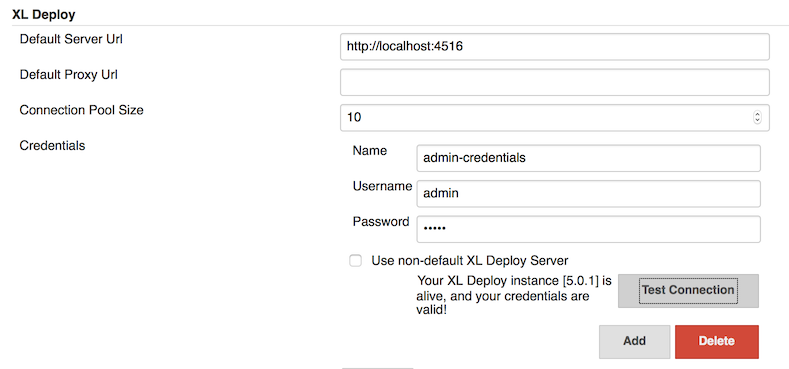 XL Deploy
Default Server Url
http://localhost:4516
Default Proxy Url
Connection Pool Size
10
Credentials
Name
admin-credentials
Username
admin
Password
•••••
Use non-default XL Deploy Server
Your XL Deploy instance [5.0.1] is
alive, and your credentials are
valid!
Test Connection
Add
Delete